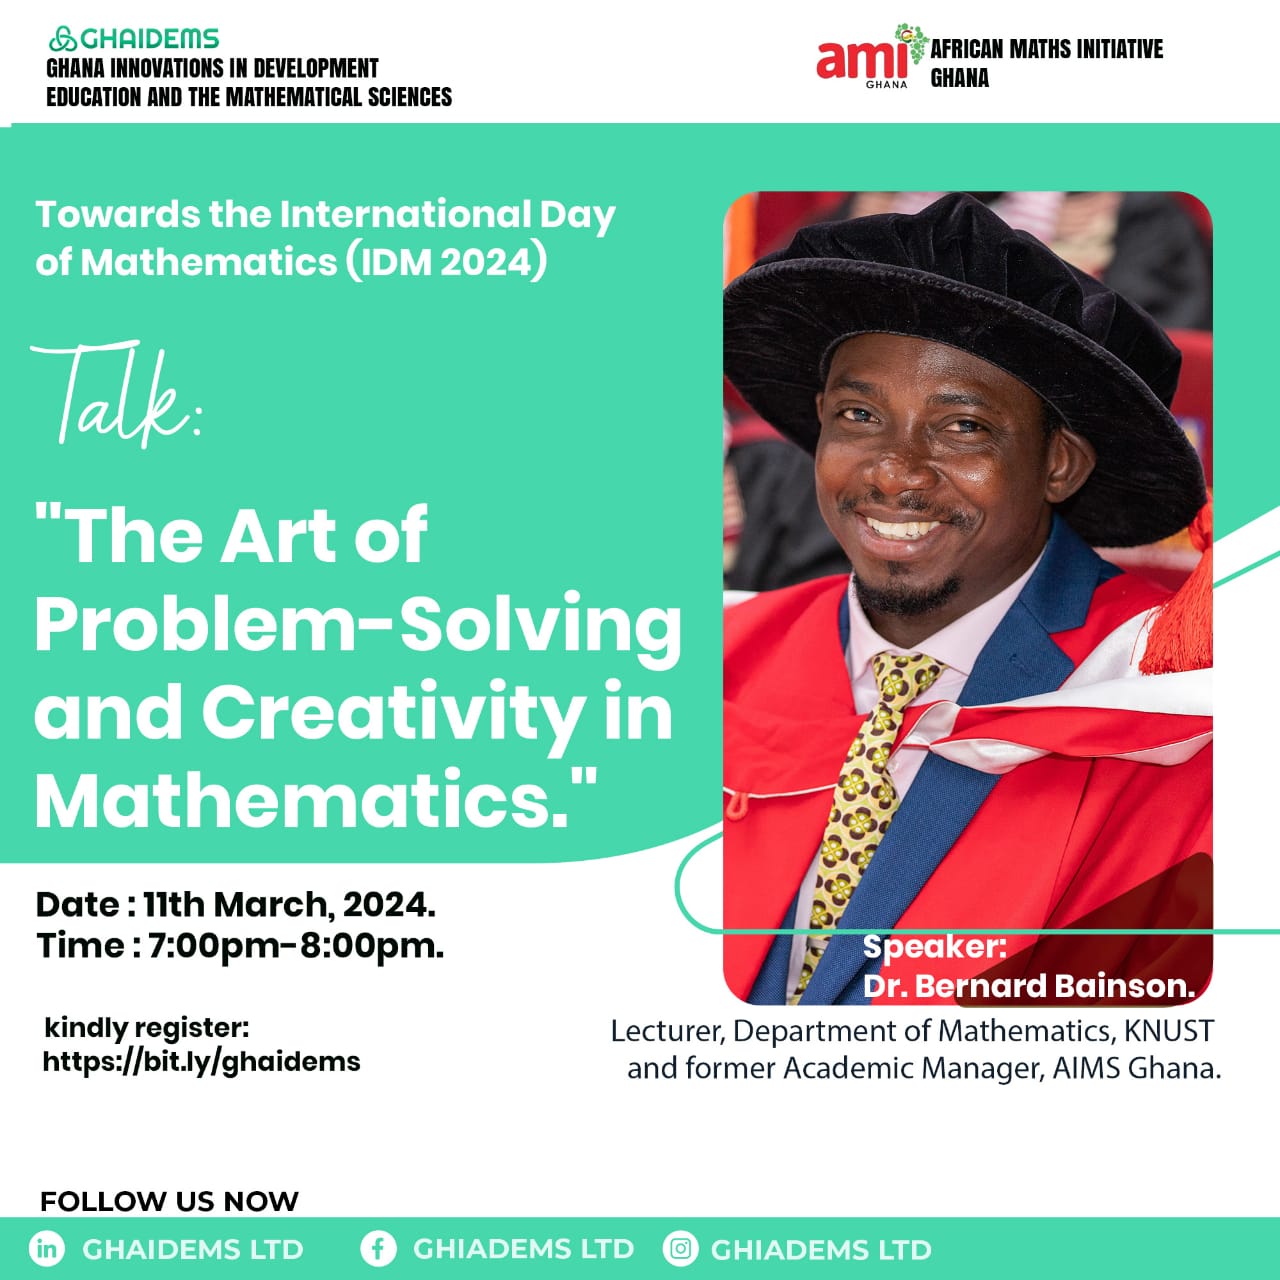 GHAIDEMS
GHANA INNOVATIONS IN DEVELOPMENT
EDUCATION AND THE MATHEMATICAL SCIENCES
ami
GHANA
AFRICAN MATHS INITIATIVE
GHANA
Towards the International Day
of Mathematics (IDM 2024)
Talk:
"The Art of
Problem-Solving
and Creativity in
Mathematics."
Date : 11th March, 2024.
Time : 7:00pm-8:00pm.
kindly register:
https://bit.ly/ghaidems
Speaker:
Dr. Bernard Bainson.
Lecturer, Department of Mathematics, KNUST
and former Academic Manager, AIMS Ghana.
FOLLOW US NOW
in GHAIDEMS LTD
f GHIADEMS LTD
GHIADEMS LTD